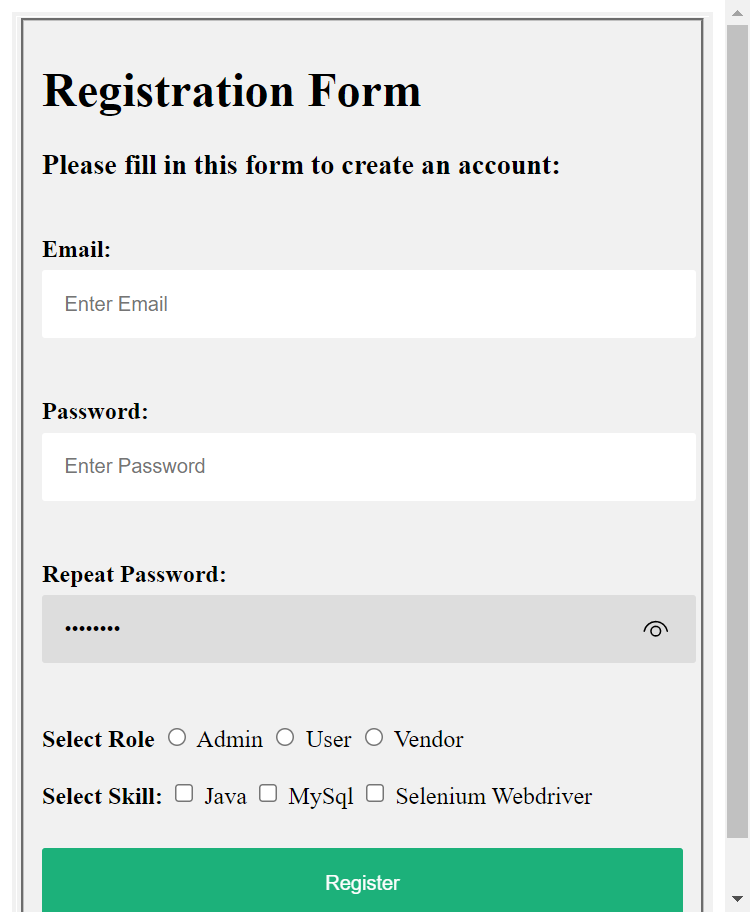 Registration Form
Please fill in this form to create an account:
Email:
Enter Email
Password:
Enter Password
Repeat Password:
••••••••
Select Role Admin User Vendor
Select Skill: Java MySql Selenium Webdriver
Register